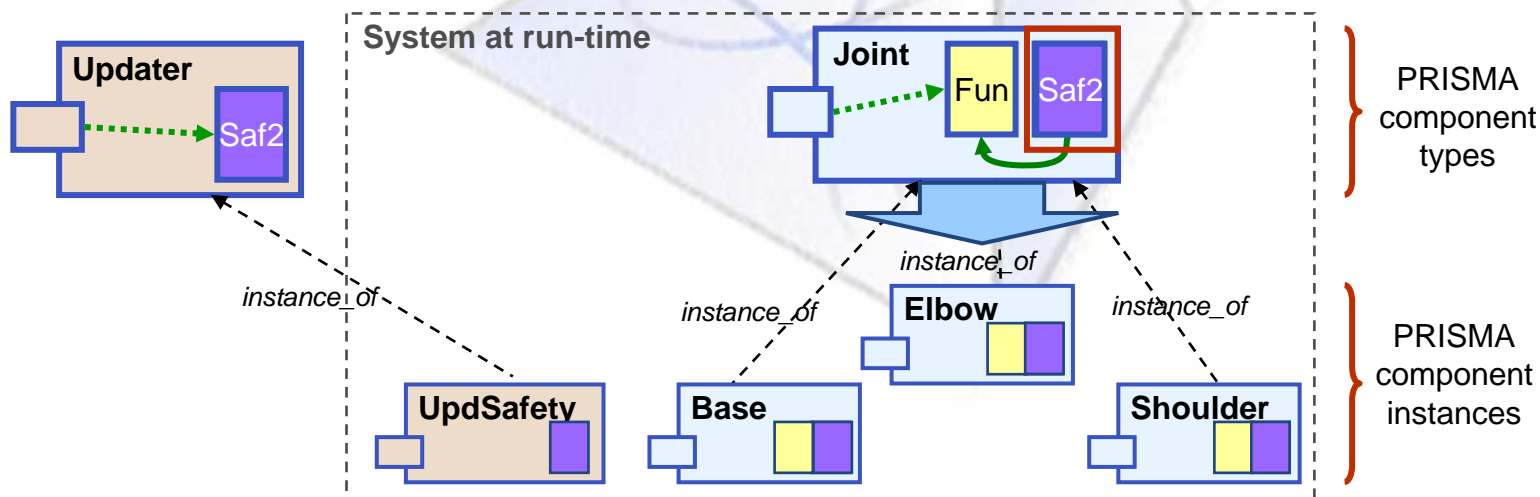 System at run-time
Updater
Saf2
Joint
Fun
Saf2
PRISMA
component
types
instance_of
instance_of
instance_of
instance_of
Elbow
UpdSafety
Base
Shoulder
PRISMA
component
instances